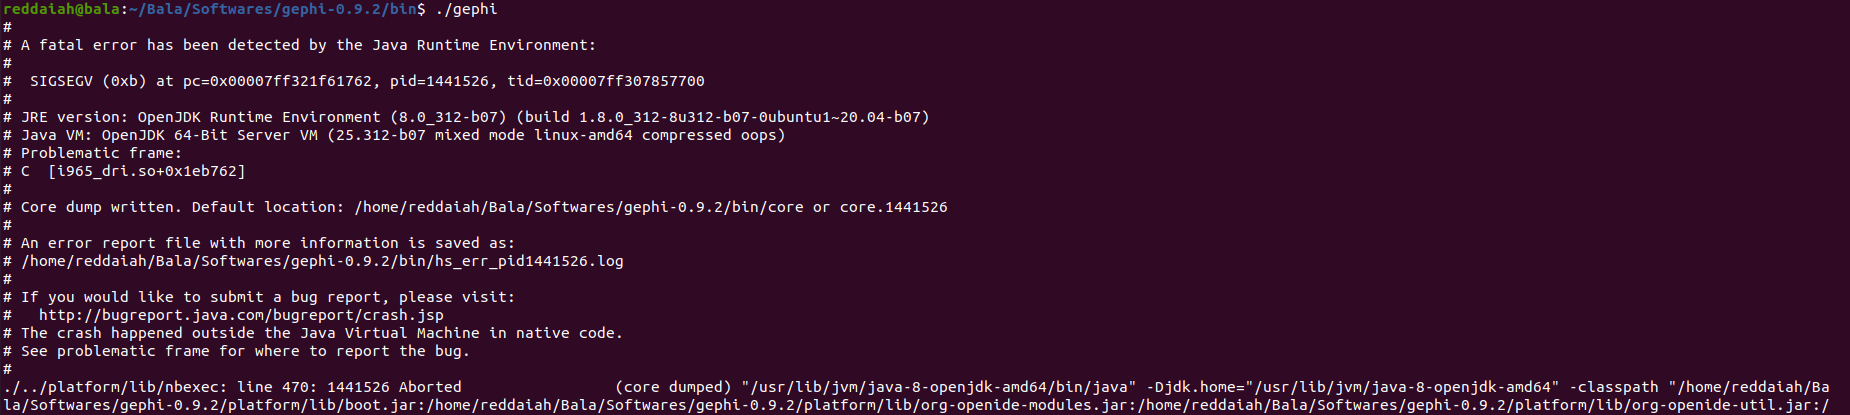 reddaiah@bala:~/Bala/Softwares/gephi-0.9.2/bin$ ./gephi
#
# A fatal error has been detected by the Java Runtime Environment:
#
#  SIGSEGV (0xb) at pc=0x00007ff321f61762, pid=1441526, tid=0x00007ff307857700
#
# JRE version: OpenJDK Runtime Environment (8.0_312-b07) (build 1.8.0_312-8u312-b07-0ubuntu1~20.04-b07)
# Java VM: OpenJDK 64-Bit Server VM (25.312-b07 mixed mode linux-amd64 compressed oops)
# Problematic frame:
# C  [i965_dri.so+0x1eb762]
#
# Core dump written. Default location: /home/reddaiah/Bala/Softwares/gephi-0.9.2/bin/core or core.1441526
#
# An error report file with more information is saved as:
# /home/reddaiah/Bala/Softwares/gephi-0.9.2/bin/hs_err_pid1441526.log
#
# If you would like to submit a bug report, please visit:
#   http://bugreport.java.com/bugreport/crash.jsp
# The crash happened outside the Java Virtual Machine in native code.
# See problematic frame for where to report the bug.
#
./../platform/lib/nbexec: line 470: 1441526 Aborted                 (core dumped) "/usr/lib/jvm/java-8-openjdk-amd64/bin/java" -Djdk.home="/usr/lib/jvm/java-8-openjdk-amd64" -classpath "/home/reddaiah/Ba
la/Softwares/gephi-0.9.2/platform/lib/boot.jar:/home/reddaiah/Bala/Softwares/gephi-0.9.2/platform/lib/org-openide-modules.jar:/home/reddaiah/Bala/Softwares/gephi-0.9.2/platform/lib/org-openide-util.jar:/